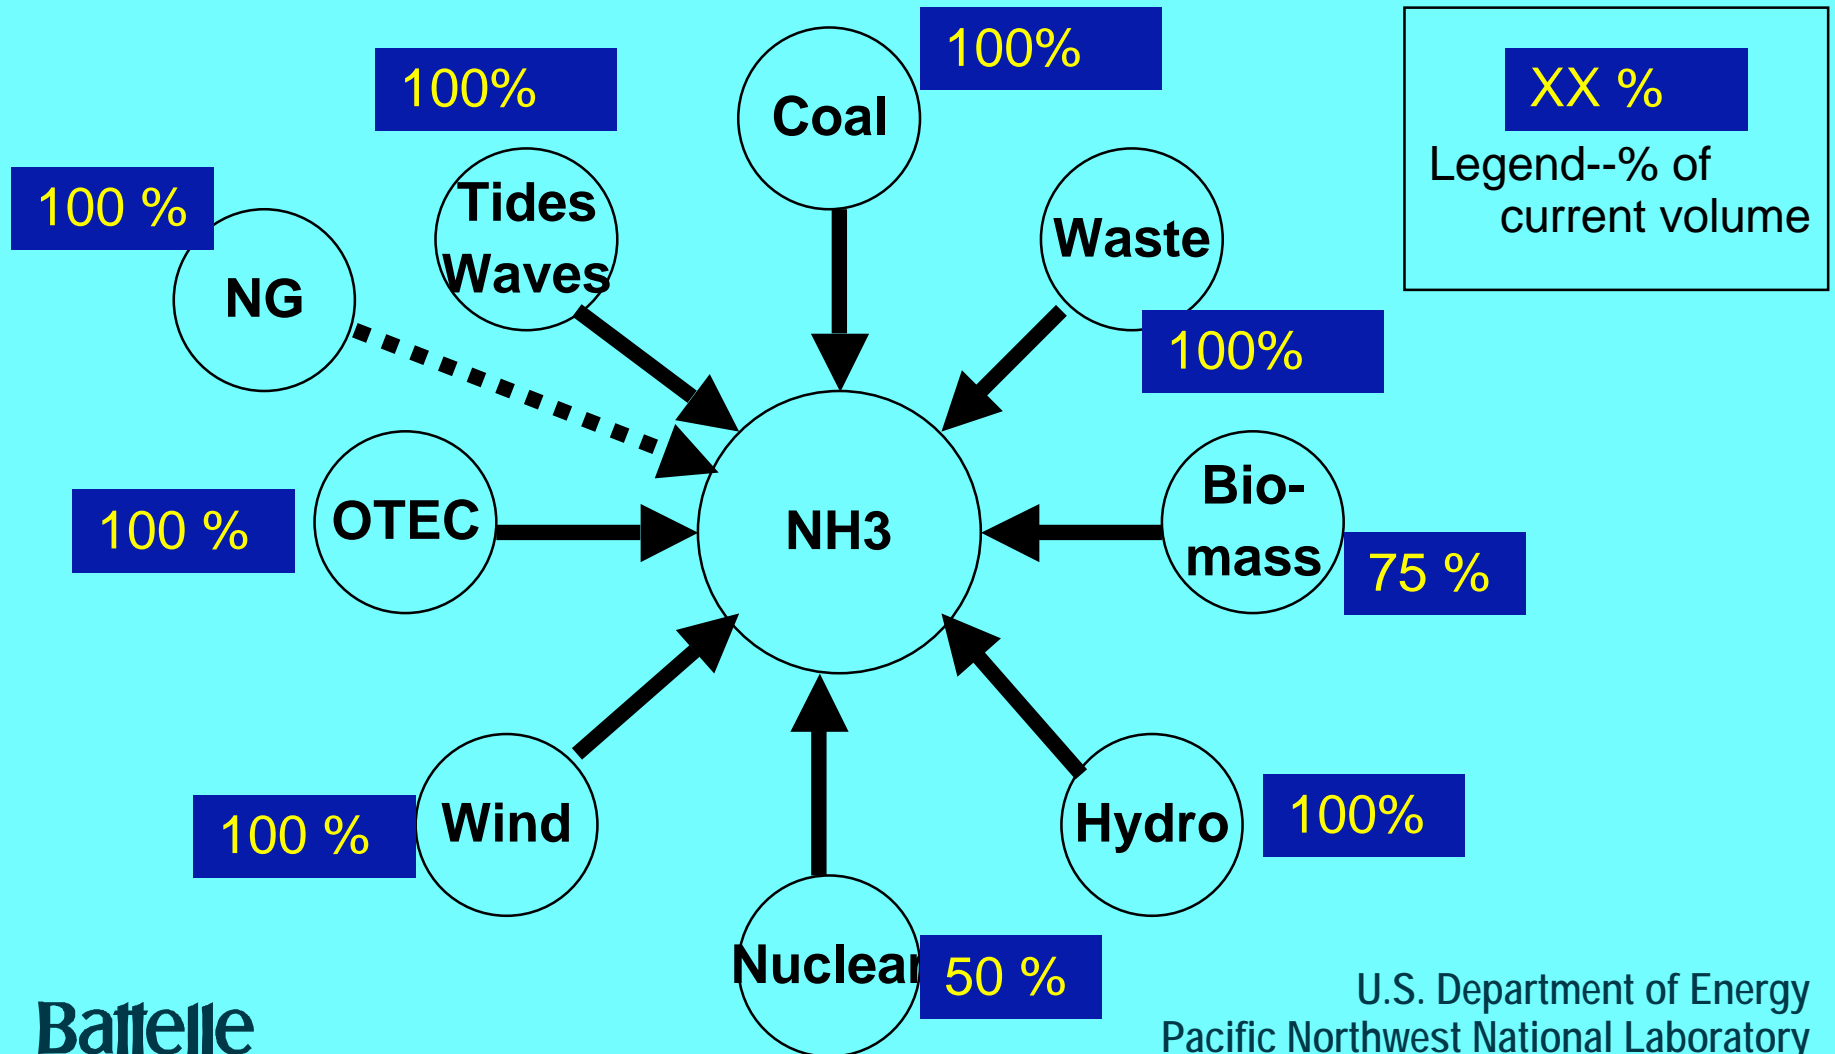 100%
100%
XX %
Coal
Legend--% of
current volume
100 %
Tides
Waves
Waste
NG
100%
OTEC
100 %
NH3
Bio-
mass
75 %
100 %
Wind
Hydro
100%
Nuclear
50 %
Battelle
U.S. Department of Energy
Pacific Northwest National Laboratory